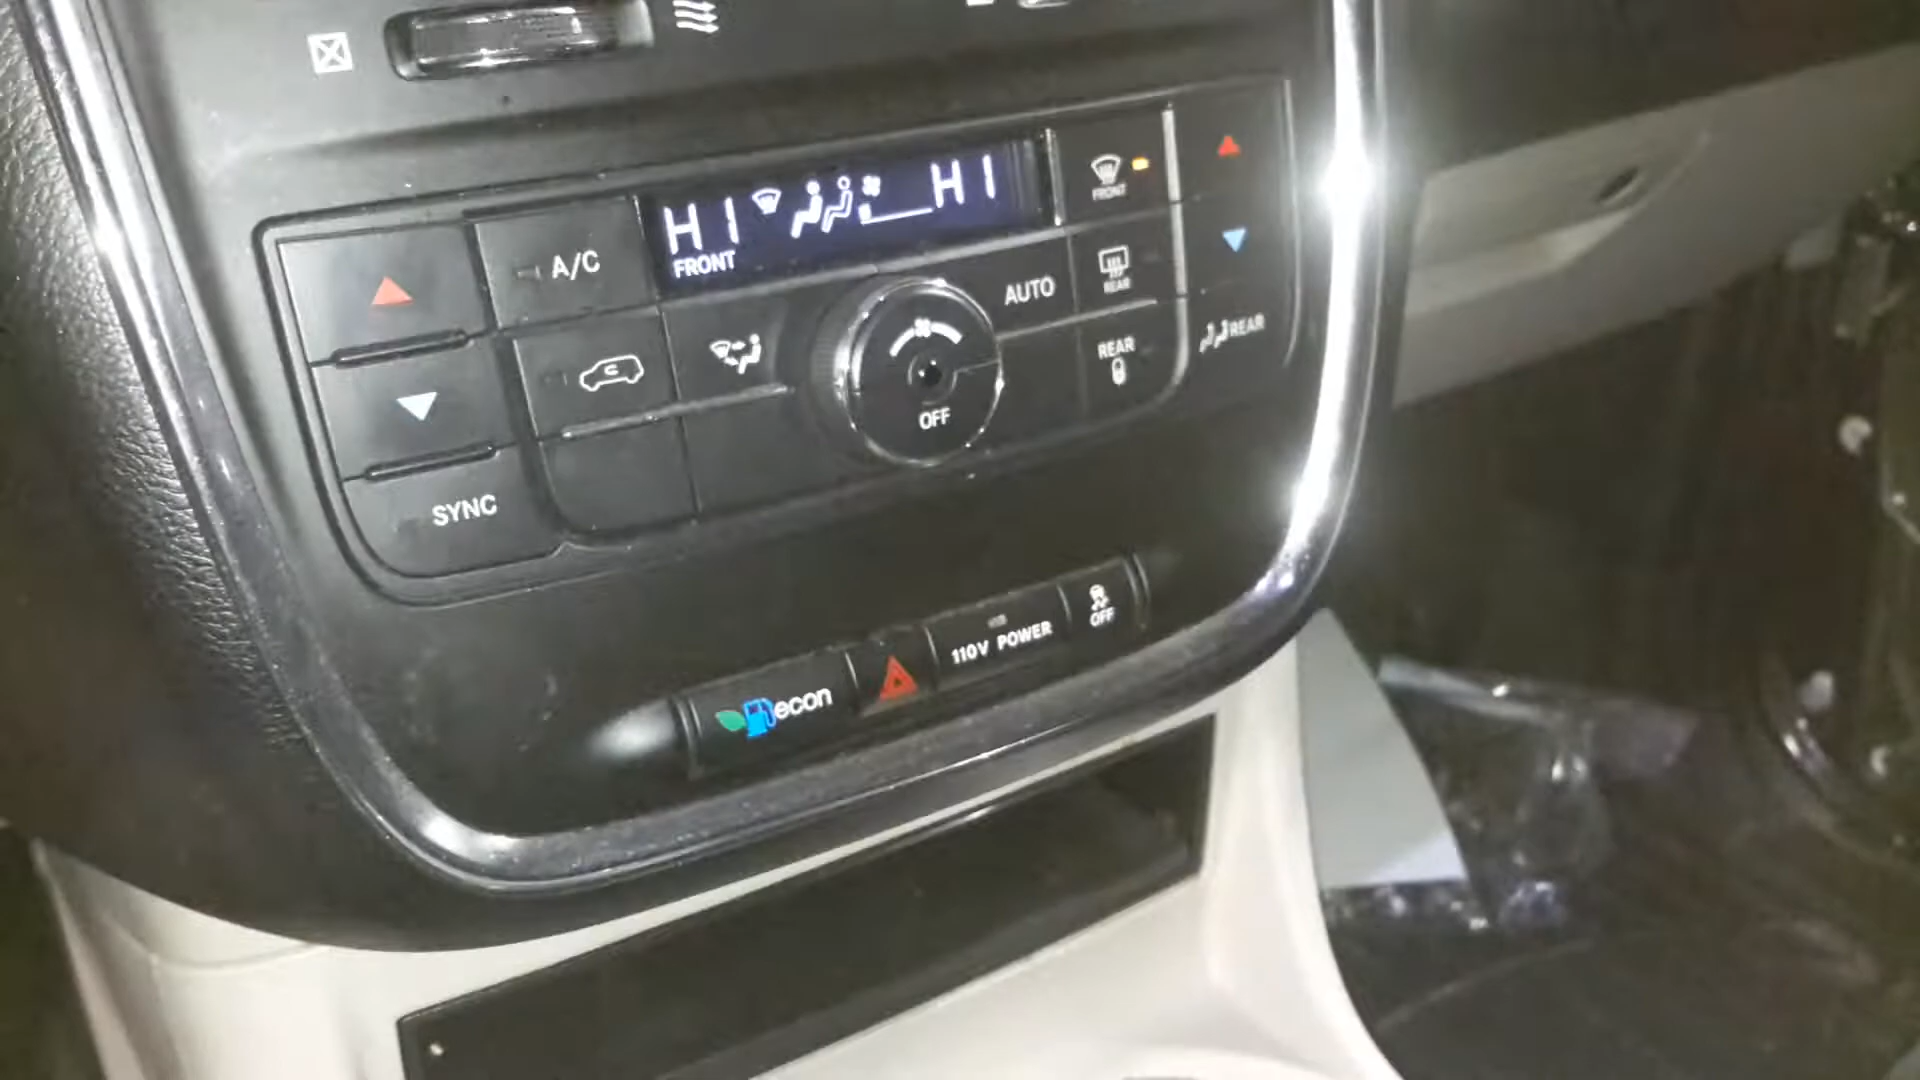 HI HI
FRONT
FRONT
A/C
AUTO
REAR
REAR
REAR
OFF
SYNC
110V POWER
OFF
econ